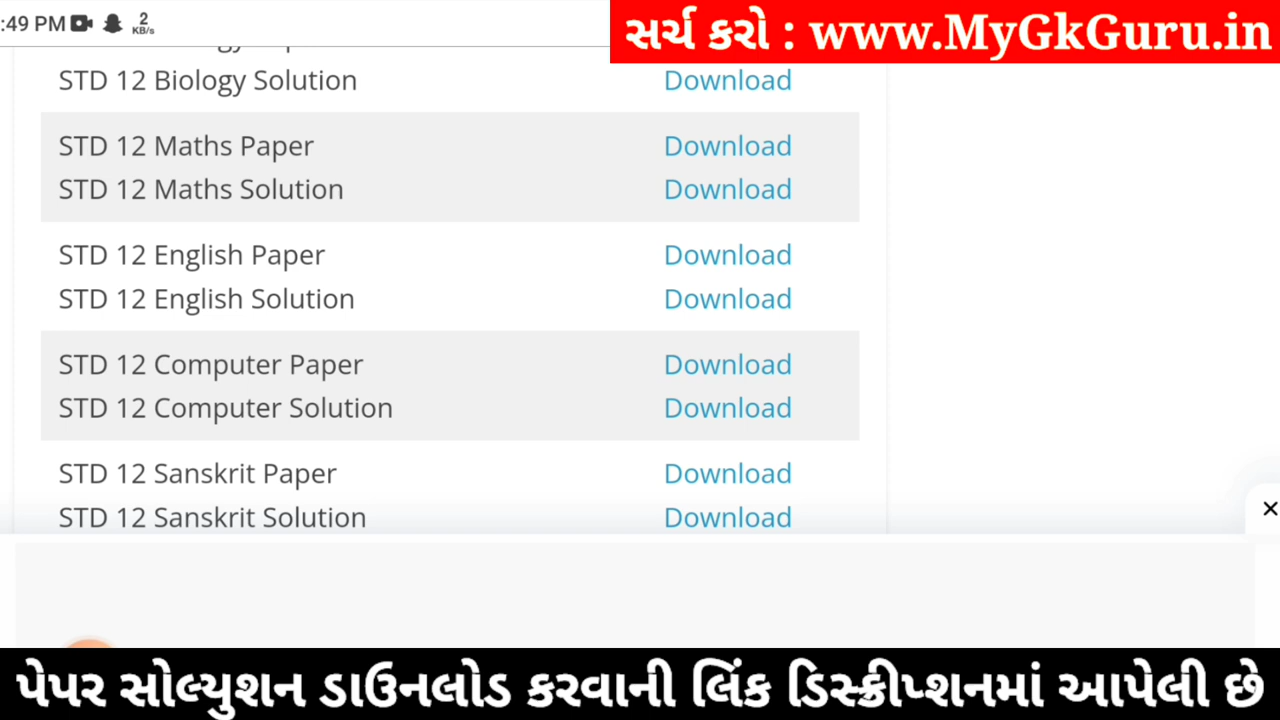 :49 PM 2 KB/s
સર્ચ કરો : www.MyGkGuru.in
STD 12 Biology Solution Download
STD 12 Maths Paper Download
STD 12 Maths Solution Download
STD 12 English Paper Download
STD 12 English Solution Download
STD 12 Computer Paper Download
STD 12 Computer Solution Download
STD 12 Sanskrit Paper Download
STD 12 Sanskrit Solution Download
×
પેપર સોલ્યુશન ડાઉનલોડ કરવાની લિંક ડિસ્ક્રીપ્શનમાં આપેલી છે